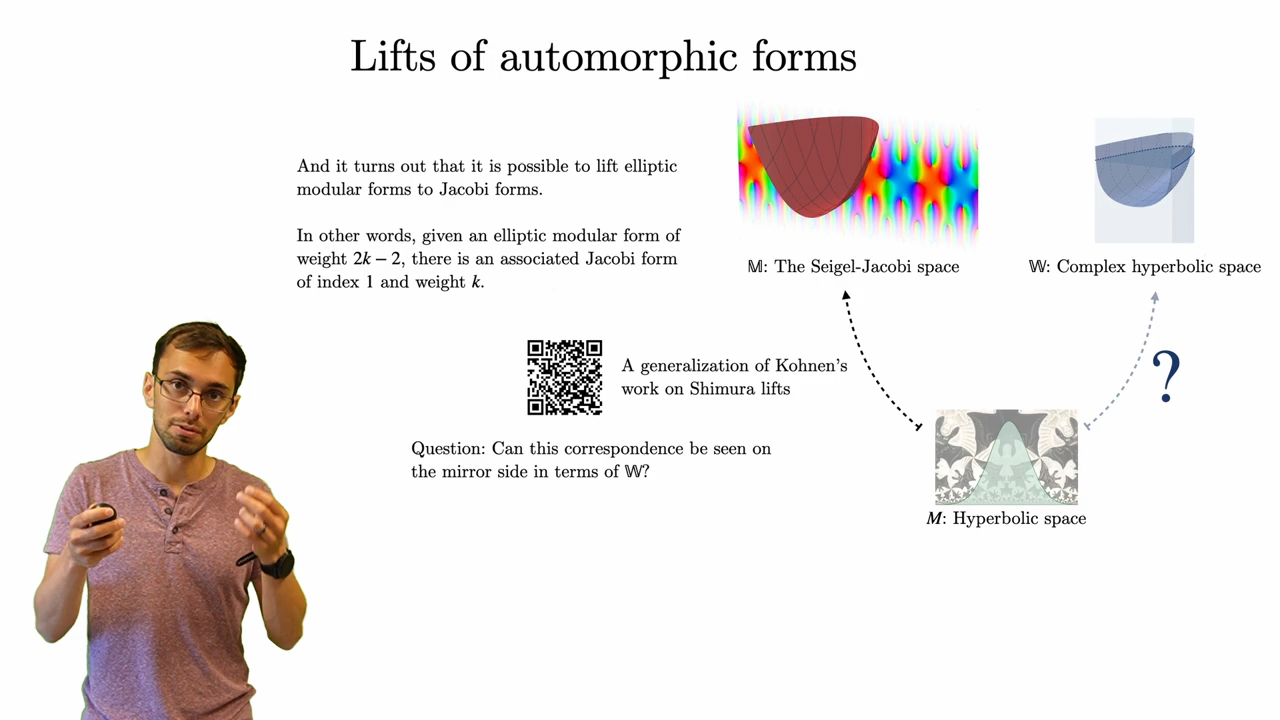 Lifts of automorphic forms
And it turns out that it is possible to lift elliptic
modular forms to Jacobi forms.
In other words, given an elliptic modular form of
weight 2k − 2, there is an associated Jacobi form
of index 1 and weight k.
𝕄: The Seigel-Jacobi space
𝕎: Complex hyperbolic space
?
A generalization of Kohnen's
work on Shimura lifts
Question: Can this correspondence be seen on
the mirror side in terms of 𝕎?
M: Hyperbolic space